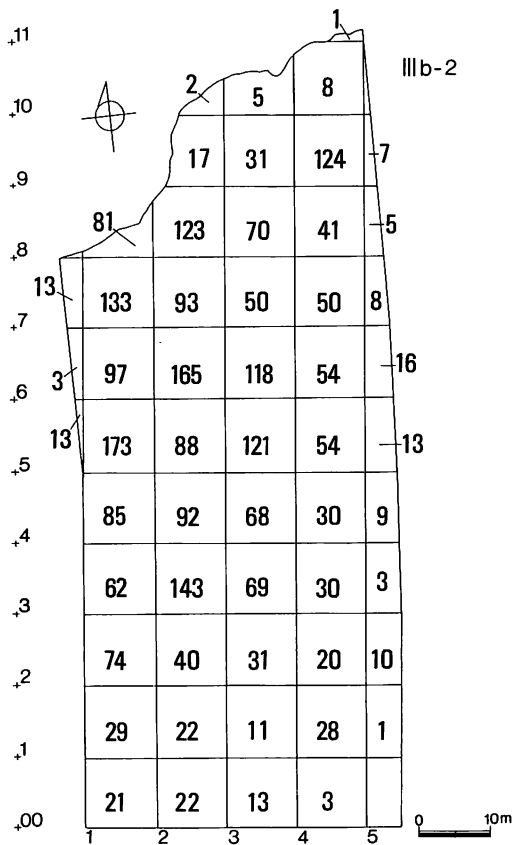 +11 1 IIIb-2
2 5 8
+10
17 31 124 7
+9
81 123 70 41 5
+8
13 133 93 50 50 8
+7
3 97 165 118 54 16
+6
13 173 88 121 54 13
+5
85 92 68 30 9
+4
62 143 69 30 3
+3
74 40 31 20 10
+2
29 22 11 28 1
+1
21 22 13 3
+00
1 2 3 4 5
0 10m